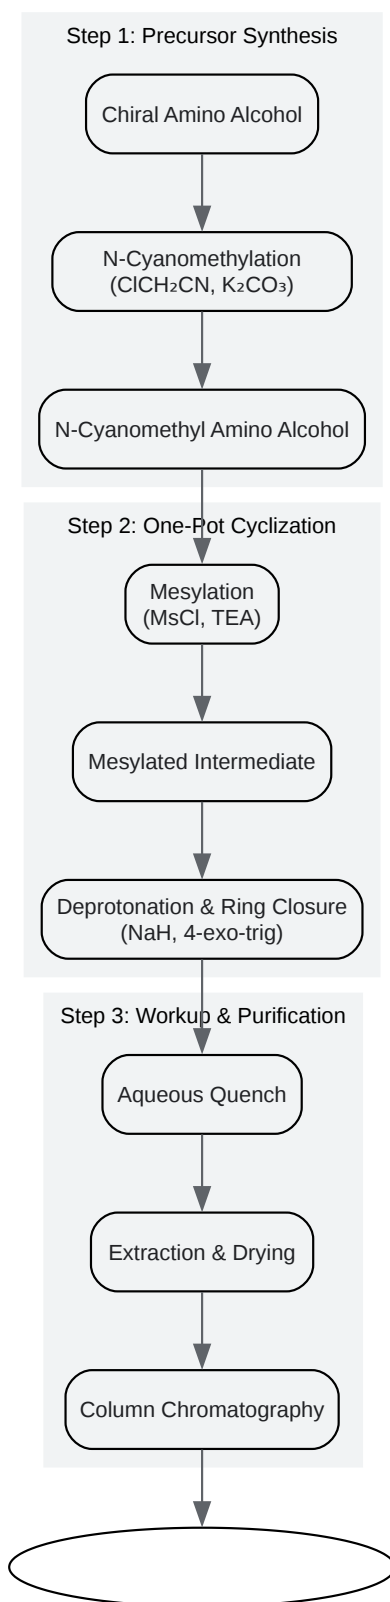 Step 1: Precursor Synthesis
Chiral Amino Alcohol
N-Cyanomethylation
(ClCH₂CN, K₂CO₃)
N-Cyanomethyl Amino Alcohol
Step 2: One-Pot Cyclization
Mesylation
(MsCl, TEA)
Mesylated Intermediate
Deprotonation & Ring Closure
(NaH, 4-exo-trig)
Step 3: Workup & Purification
Aqueous Quench
Extraction & Drying
Column Chromatography